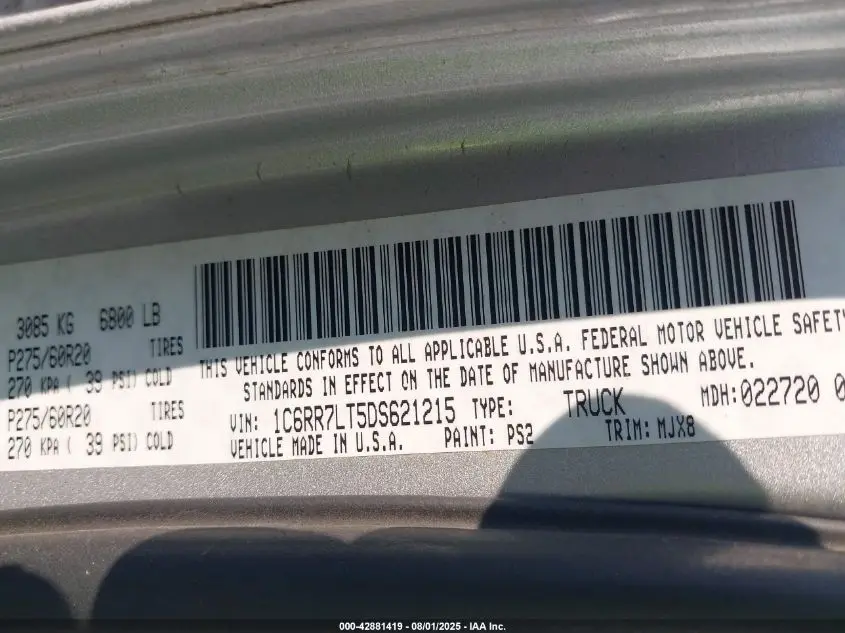 3085 KG 6800 LB
P275/60R20 TIRES
270 KPA ( 39 PSI) COLD
P275/60R20 TIRES
270 KPA ( 39 PSI) COLD
THIS VEHICLE CONFORMS TO ALL APPLICABLE U.S.A. FEDERAL MOTOR VEHICLE SAFETY
STANDARDS IN EFFECT ON THE DATE OF MANUFACTURE SHOWN ABOVE.
VIN: 1C6RR7LT5DS621215 TYPE: TRUCK MDH:022720 0
VEHICLE MADE IN U.S.A. PAINT: PS2 TRIM: MJX8
000-42881419 - 08/01/2025 - IAA Inc.